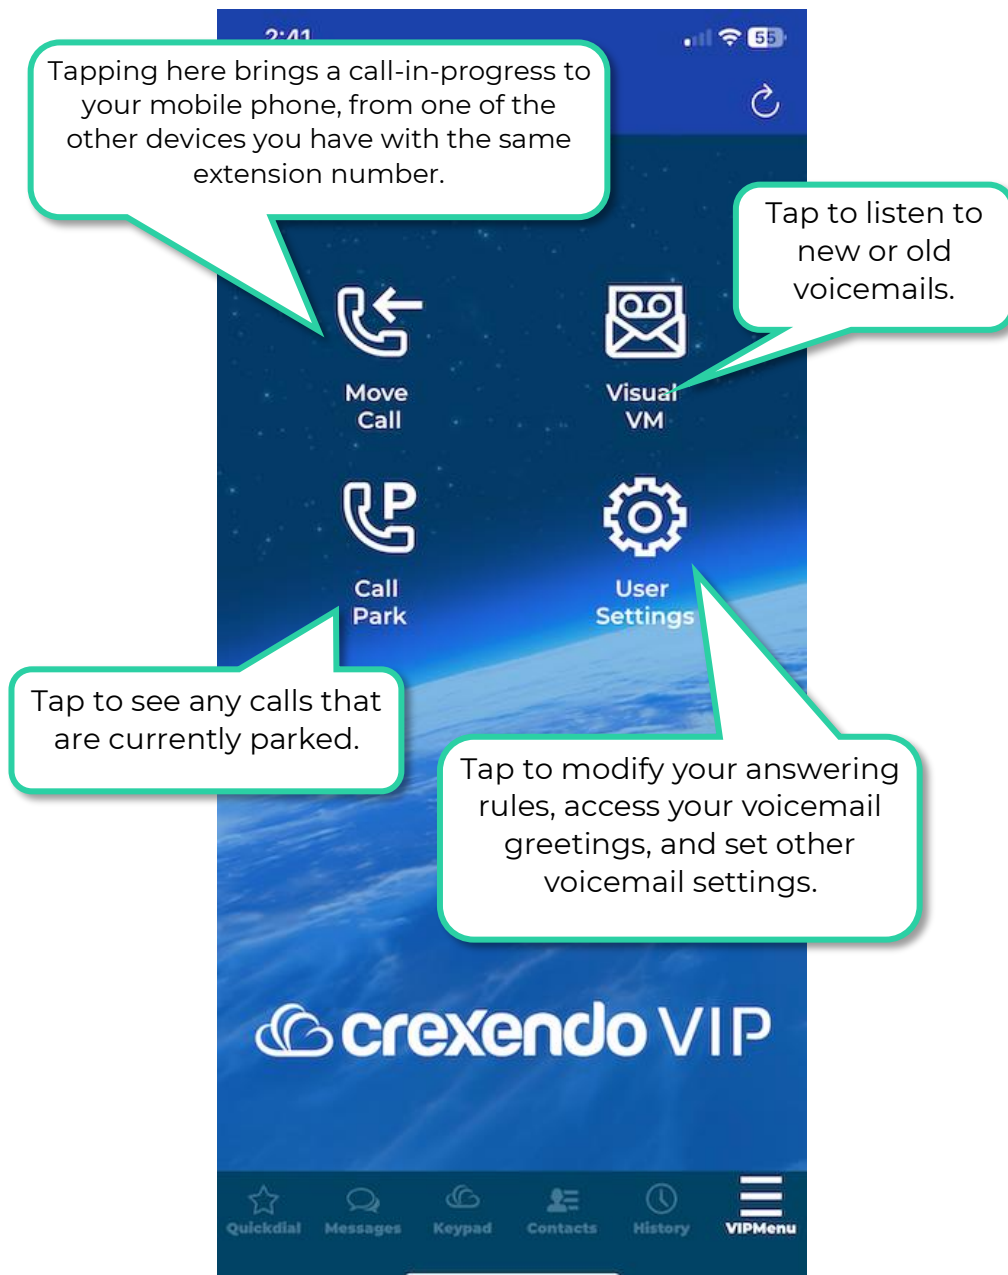 2:41
55
Tapping here brings a call-in-progress to
your mobile phone, from one of the
other devices you have with the same
extension number.
Tap to listen to
new or old
voicemails.
Move
Call
Visual
VM
P
Call
Park
User
Settings
Tap to see any calls that
are currently parked.
Tap to modify your answering
rules, access your voicemail
greetings, and set other
voicemail settings.
crexendo VIP
Quickdial
Messages
Keypad
Contacts
History
VIPMenu